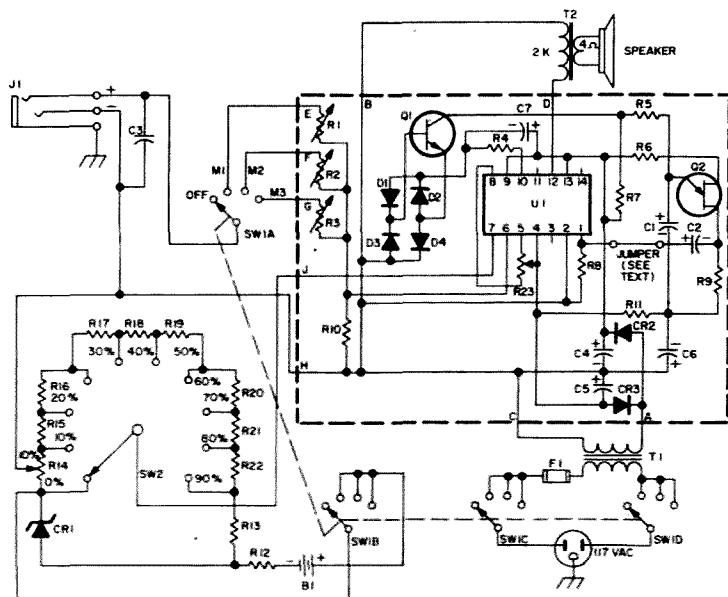 T2
2 K
4Ω
SPEAKER
J1
+
-
C3
B
D
E
R1
F
R2
G
R3
Q1
C7
- +
R4
R5
R6
Q2
M1
M2
M3
OFF
SW1A
D1
D2
D3
D4
8 9 10 11 12 13 14
U1
7 6 5 4 3 2 1
R7
C1
+
-
+ C2 -
JUMPER
(SEE
TEXT)
R8
R9
J
R23
R10
R11
CR2
C4
-
+
C6
-
+
H
C5
+
-
CR3
C
A
R17 R18 R19
30% 40% 50%
R16
20%
60%
R20
70%
R15
10%
R21
80%
10%
R14
0%
R22
90%
SW2
CR1
R13
R12
- +
B1
SW1B
F1
T1
SW1C
SW1D
117 VAC